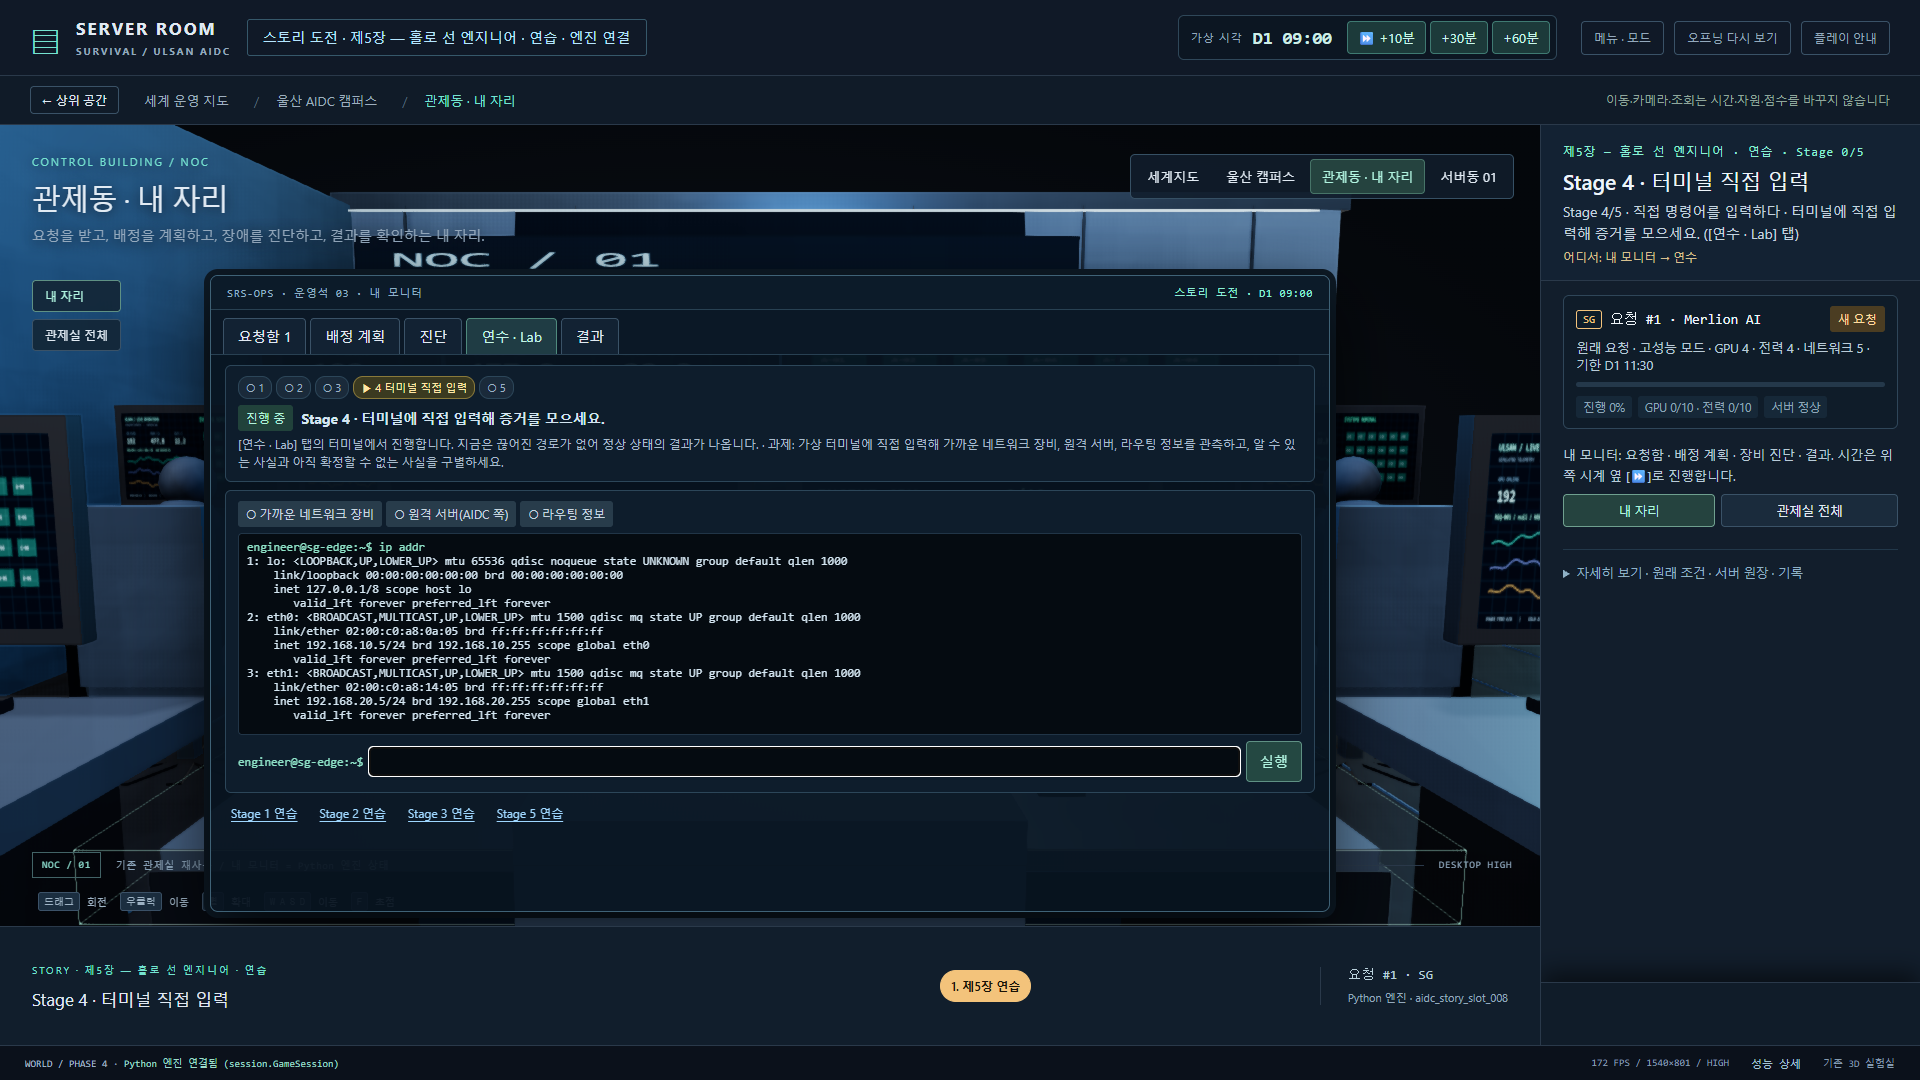 SERVER ROOM
SURVIVAL / ULSAN AIDC
스토리 도전 · 제5장 — 홀로 선 엔지니어 · 연습 · 엔진 연결
가상 시각 D1 09:00 ⏩ +10분 +30분 +60분
메뉴 · 모드 오프닝 다시 보기 플레이 안내
← 상위 공간 세계 운영 지도 / 울산 AIDC 캠퍼스 / 관제동 · 내 자리
이동·카메라·조회는 시간·자원·점수를 바꾸지 않습니다
CONTROL BUILDING / NOC
관제동 · 내 자리
요청을 받고, 배정을 계획하고, 장애를 진단하고, 결과를 확인하는 내 자리.
세계지도 울산 캠퍼스 관제동 · 내 자리 서버동 01
내 자리
관제실 전체
NOC / 01
SRS-OPS · 운영석 03 · 내 모니터
스토리 도전 · D1 09:00
요청함 1 배정 계획 진단 연수 · Lab 결과
○ 1 ○ 2 ○ 3 ▶ 4 터미널 직접 입력 ○ 5
진행 중 Stage 4 · 터미널에 직접 입력해 증거를 모으세요.
[연수 · Lab] 탭의 터미널에서 진행합니다. 지금은 끊어진 경로가 없어 정상 상태의 결과가 나옵니다. · 과제: 가상 터미널에 직접 입력해 가까운 네트워크 장비, 원격 서버, 라우팅 정보를 관측하고, 알 수 있
는 사실과 아직 확정할 수 없는 사실을 구별하세요.
○ 가까운 네트워크 장비 ○ 원격 서버(AIDC 쪽) ○ 라우팅 정보
engineer@sg-edge:~$ ip addr
1: lo: <LOOPBACK,UP,LOWER_UP> mtu 65536 qdisc noqueue state UNKNOWN group default qlen 1000
link/loopback 00:00:00:00:00:00 brd 00:00:00:00:00:00
inet 127.0.0.1/8 scope host lo
valid_lft forever preferred_lft forever
2: eth0: <BROADCAST,MULTICAST,UP,LOWER_UP> mtu 1500 qdisc mq state UP group default qlen 1000
link/ether 02:00:c0:a8:0a:05 brd ff:ff:ff:ff:ff:ff
inet 192.168.10.5/24 brd 192.168.10.255 scope global eth0
valid_lft forever preferred_lft forever
3: eth1: <BROADCAST,MULTICAST,UP,LOWER_UP> mtu 1500 qdisc mq state UP group default qlen 1000
link/ether 02:00:c0:a8:14:05 brd ff:ff:ff:ff:ff:ff
inet 192.168.20.5/24 brd 192.168.20.255 scope global eth1
valid_lft forever preferred_lft forever
engineer@sg-edge:~$ 실행
Stage 1 연습 Stage 2 연습 Stage 3 연습 Stage 5 연습
NOC / 01 기존 관제실 재사
DESKTOP HIGH
드래그 회전 우클릭 이동
제5장 — 홀로 선 엔지니어 · 연습 · Stage 0/5
Stage 4 · 터미널 직접 입력
Stage 4/5 · 직접 명령어를 입력하다 · 터미널에 직접 입
력해 증거를 모으세요. ([연수 · Lab] 탭)
어디서: 내 모니터 → 연수
SG 요청 #1 · Merlion AI 새 요청
원래 요청 · 고성능 모드 · GPU 4 · 전력 4 · 네트워크 5 ·
기한 D1 11:30
진행 0% GPU 0/10 · 전력 0/10 서버 정상
내 모니터: 요청함 · 배정 계획 · 장비 진단 · 결과. 시간은 위
쪽 시계 옆 [⏩]로 진행합니다.
내 자리 관제실 전체
▶ 자세히 보기 · 원래 조건 · 서버 원장 · 기록
ULSAN / LIVE
192
STORY · 제5장 — 홀로 선 엔지니어 · 연습
Stage 4 · 터미널 직접 입력
1. 제5장 연습
요청 #1 · SG
Python 엔진 · aidc_story_slot_008
WORLD / PHASE 4 · Python 엔진 연결됨 (session.GameSession)
172 FPS / 1540×801 / HIGH 성능 상세 기존 3D 실험실